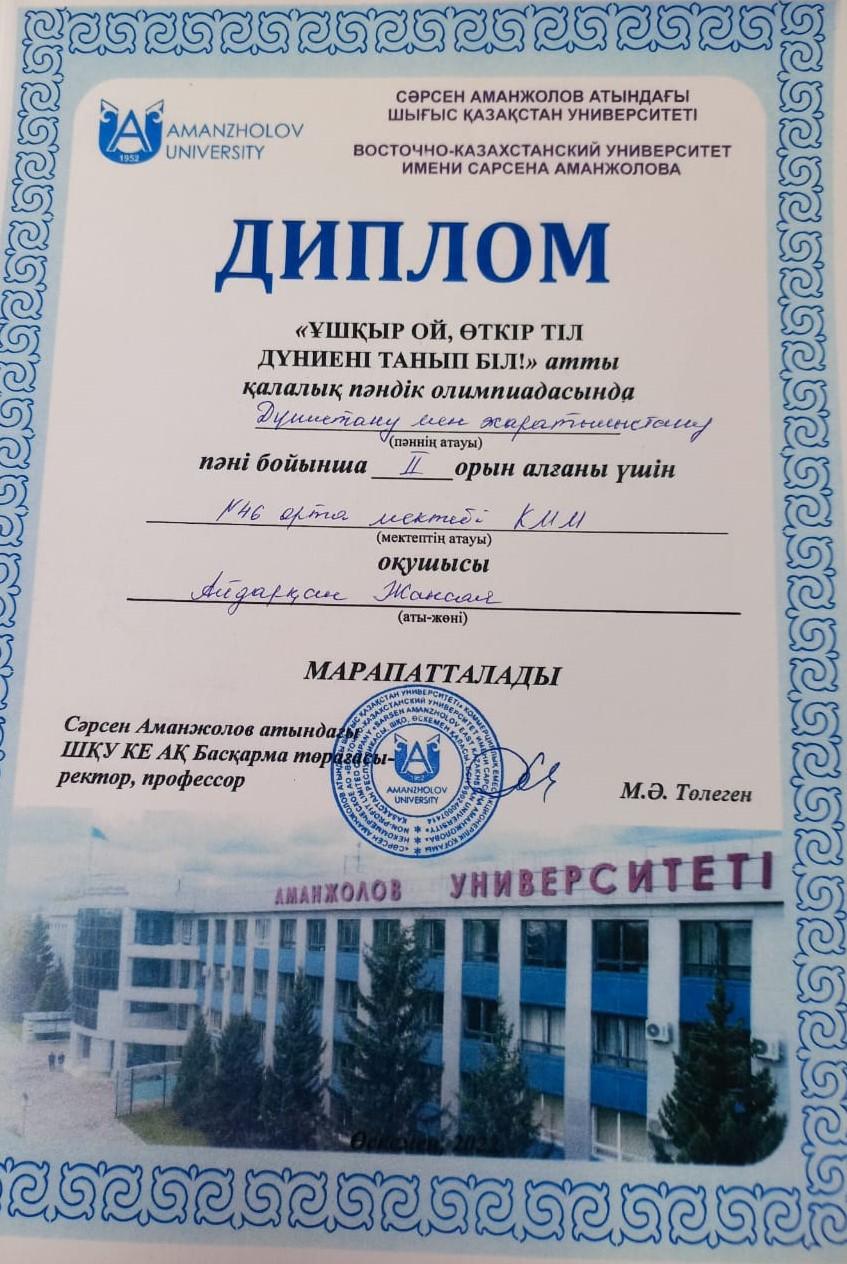 AMANZHOLOV
UNIVERSITY
1952
СӘРСЕН АМАНЖОЛОВ АТЫНДАҒЫ
ШЫҒЫС ҚАЗАҚСТАН УНИВЕРСИТЕТІ
ВОСТОЧНО-КАЗАХСТАНСКИЙ УНИВЕРСИТЕТ
ИМЕНИ САРСЕНА АМАНЖОЛОВА
ДИПЛОМ
«ҰШҚЫР ОЙ, ӨТКІР ТІЛ
ДҮНИЕНІ ТАНЫП БІЛ!» атты
қалалық пәндік олимпиадасында
Дүниетану мен жаратылыстану
(пәннің атауы)
пәні бойынша II орын алғаны үшін
№46 орта мектебі КММ
(мектептің атауы)
оқушысы
Айдарқан Жансая
(аты-жөні)
МАРАПАТТАЛАДЫ
Сәрсен Аманжолов атындағы
ШҚУ КЕ АҚ Басқарма төрағасы-
ректор, профессор
М.Ә. Төлеген
AMANZHOLOV
UNIVERSITY
АМАНЖОЛОВ УНИВЕРСИТЕТІ
Өскемен